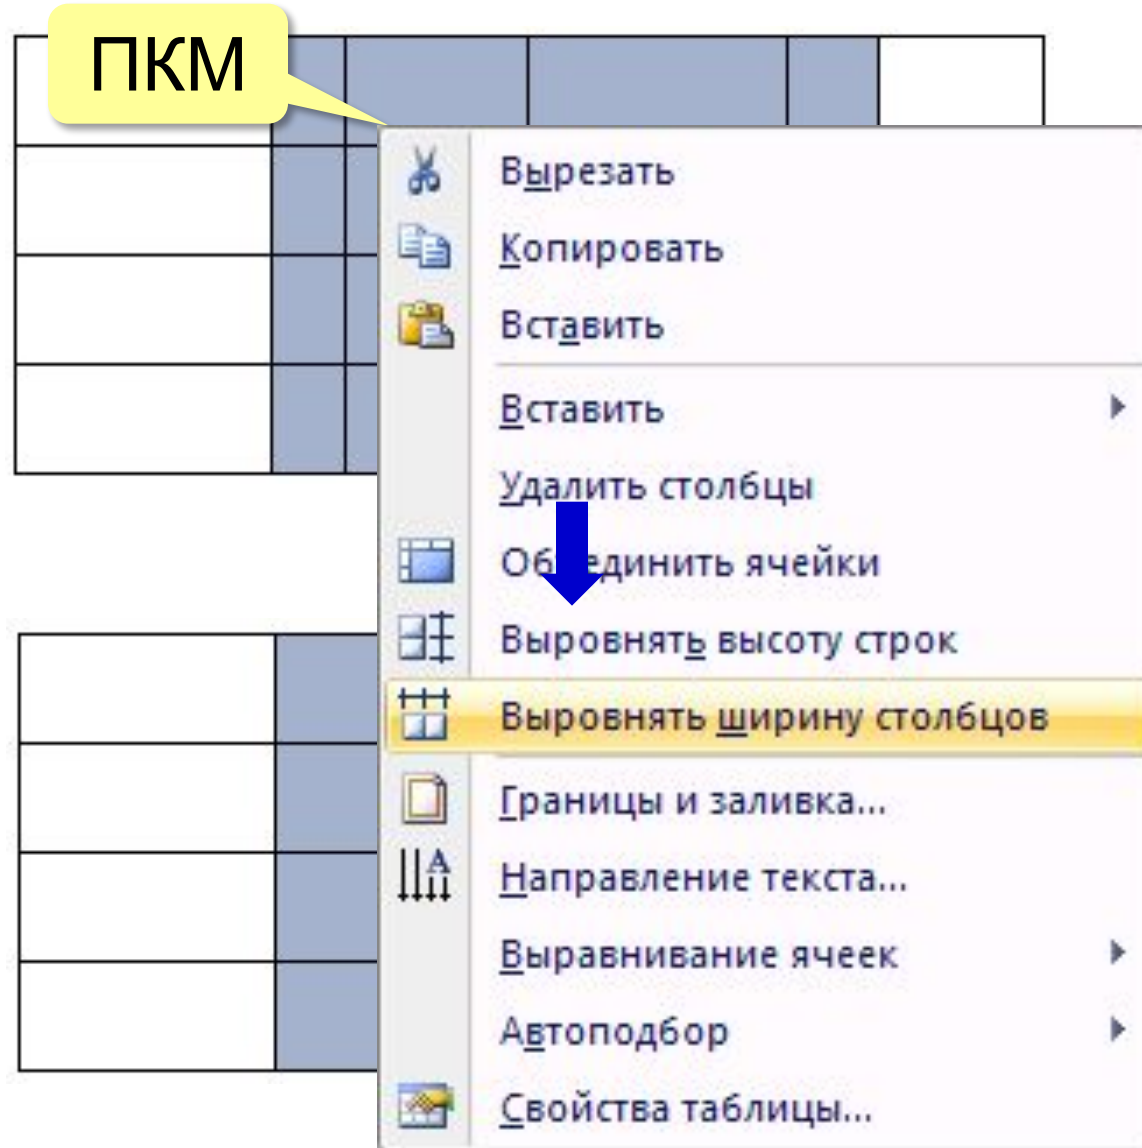 ПКМ
Вырезать
Копировать
Вставить
Вставить
Удалить столбцы
Объединить ячейки
Выровнять высоту строк
Выровнять ширину столбцов
Границы и заливка...
Направление текста...
Выравнивание ячеек
Автоподбор
Свойства таблицы...